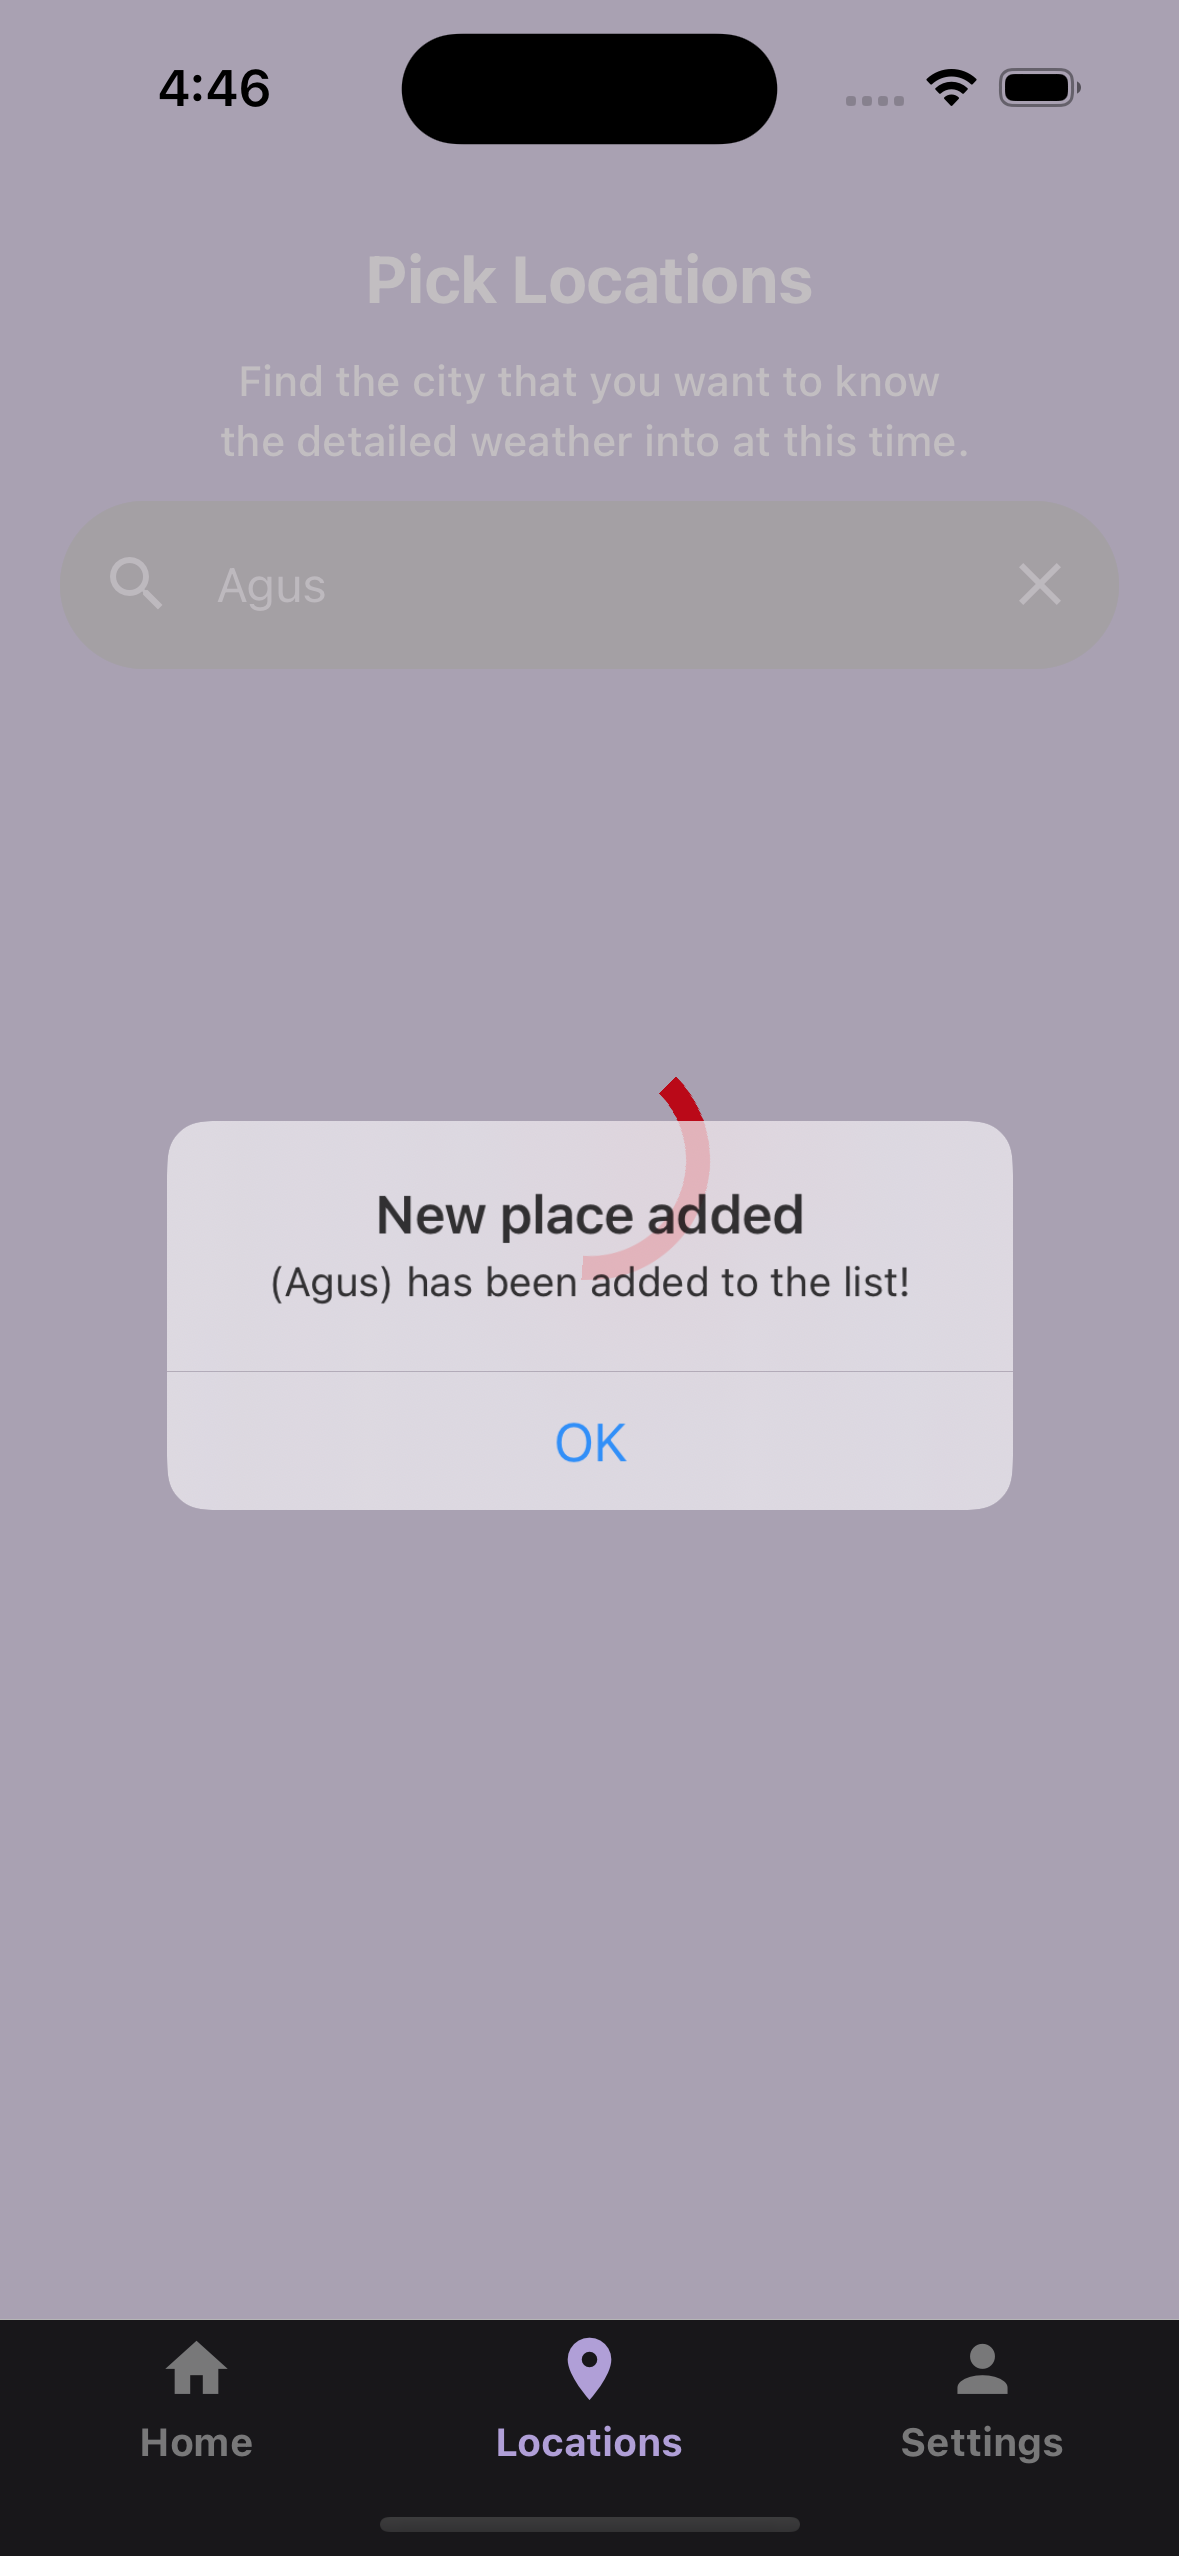 4:46
Pick Locations
Find the city that you want to know
the detailed weather into at this time.
Agus
New place added
(Agus) has been added to the list!
OK
Home
Locations
Settings